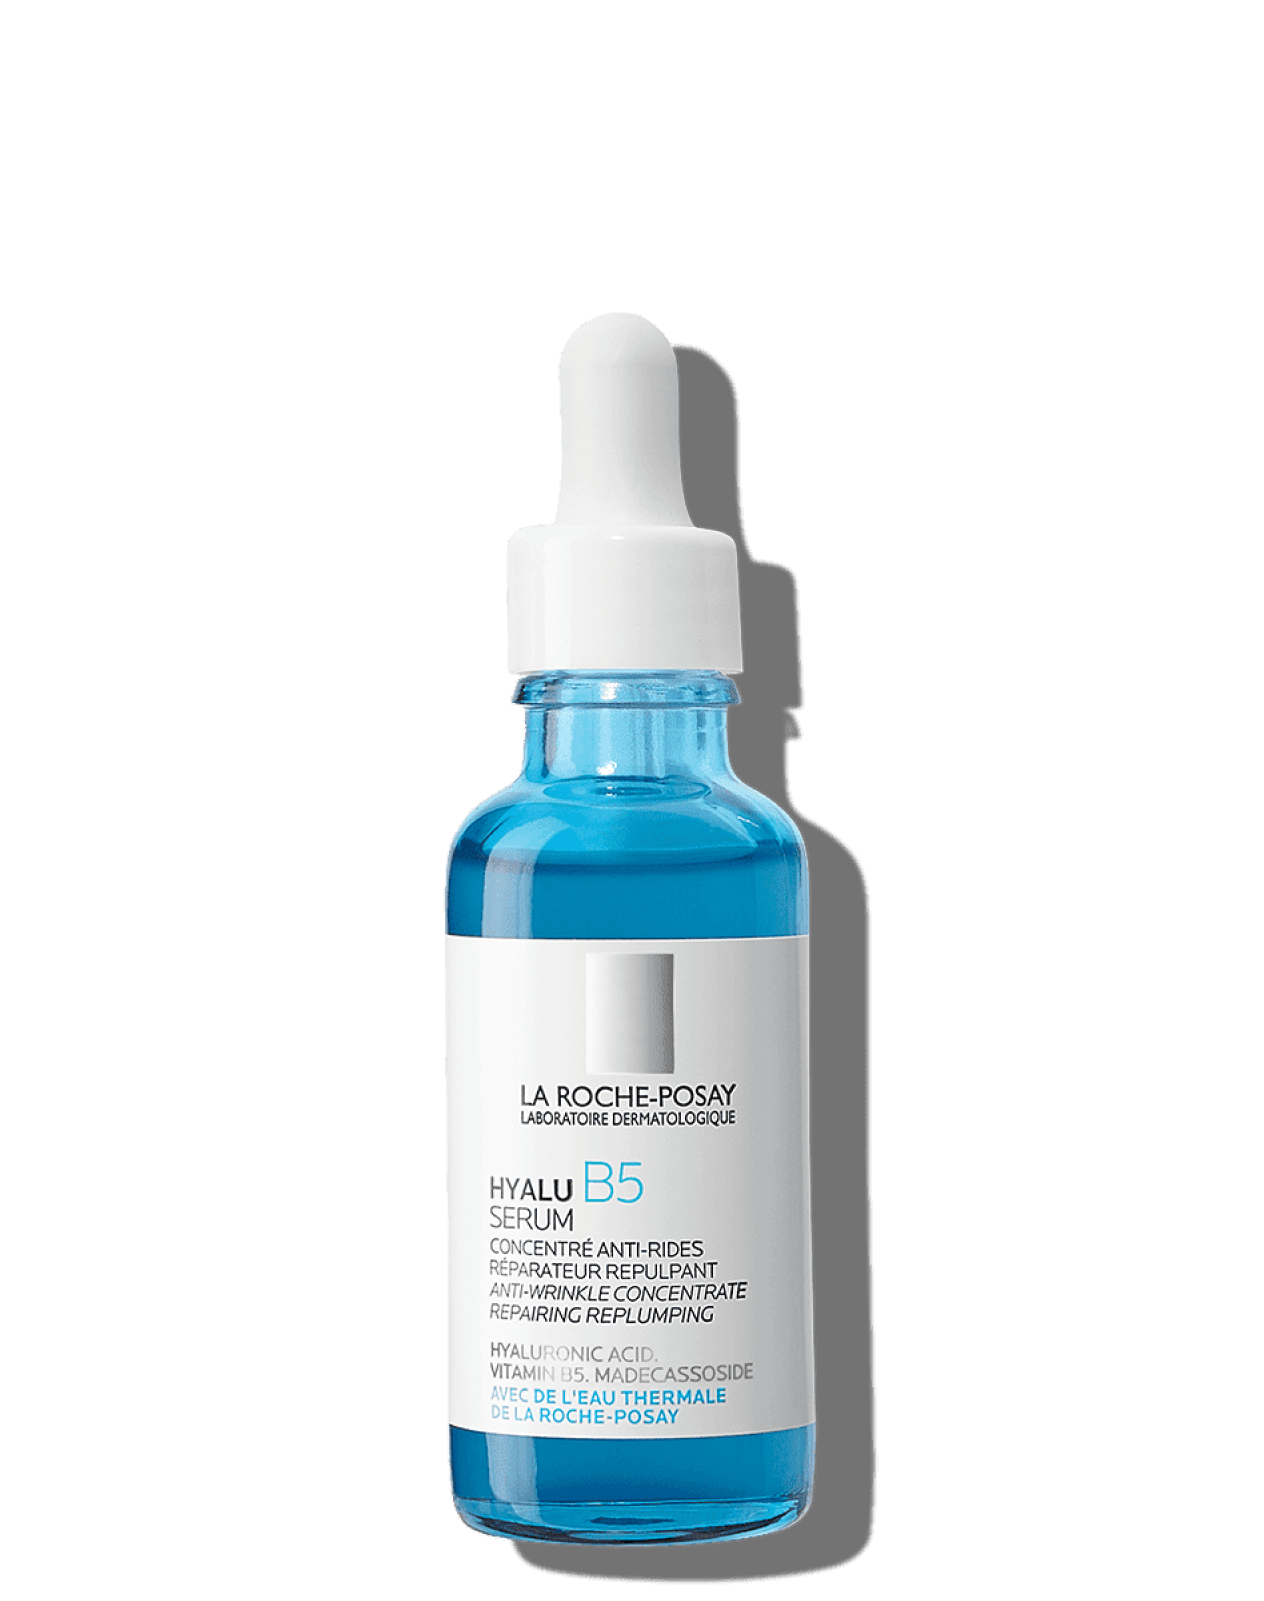 LA ROCHE-POSAY
LABORATOIRE DERMATOLOGIQUE
HYALU B5
SERUM
CONCENTRÉ ANTI-RIDES
RÉPARATEUR REPULPANT
ANTI-WRINKLE CONCENTRATE
REPAIRING REPLUMPING
HYALURONIC ACID.
VITAMIN B5. MADECASSOSIDE
AVEC DE L'EAU THERMALE
DE LA ROCHE-POSAY